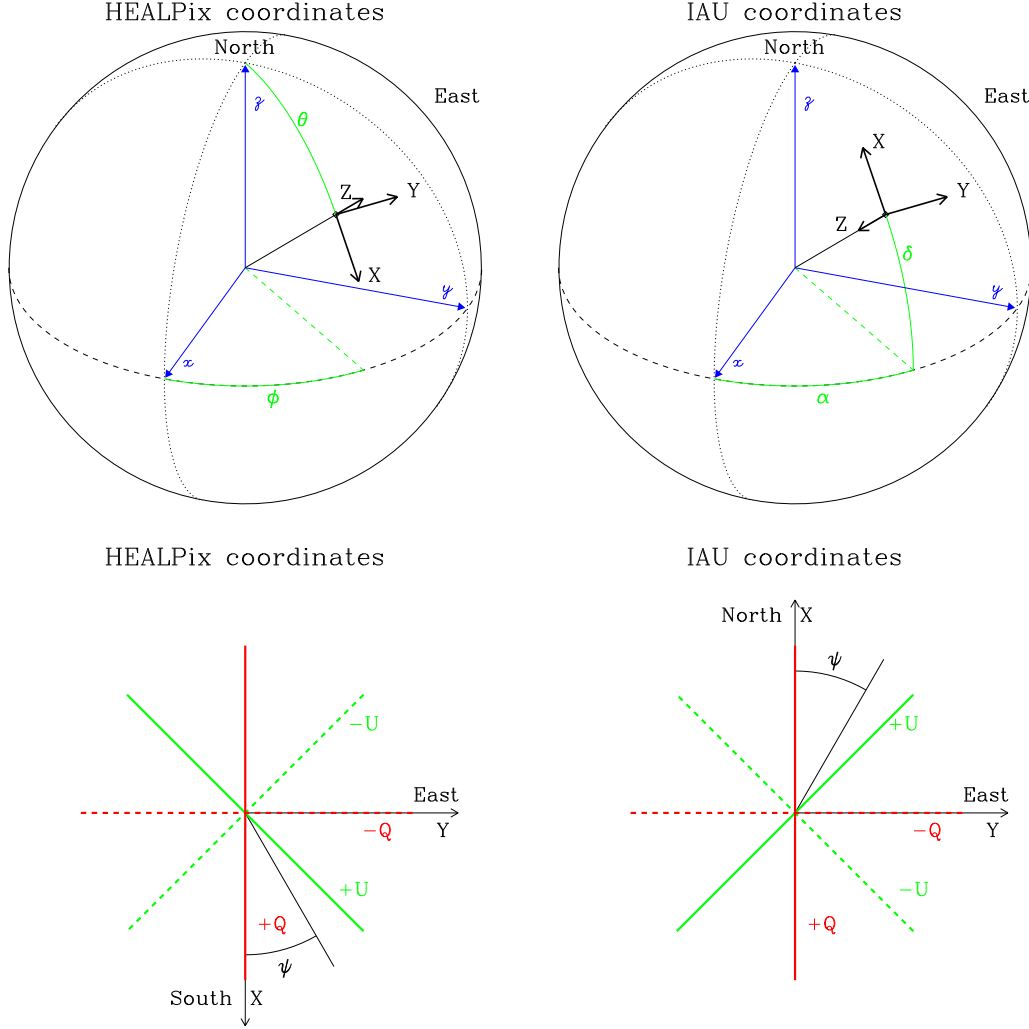 HEALPix coordinates
North
East
z
θ
Z
Y
X
y
x
ϕ
IAU coordinates
North
East
z
X
Y
Z
δ
y
x
α
HEALPix coordinates
−U
East
−Q
Y
+U
+Q
ψ
South X
IAU coordinates
North X
ψ
+U
East
−Q
Y
−U
+Q